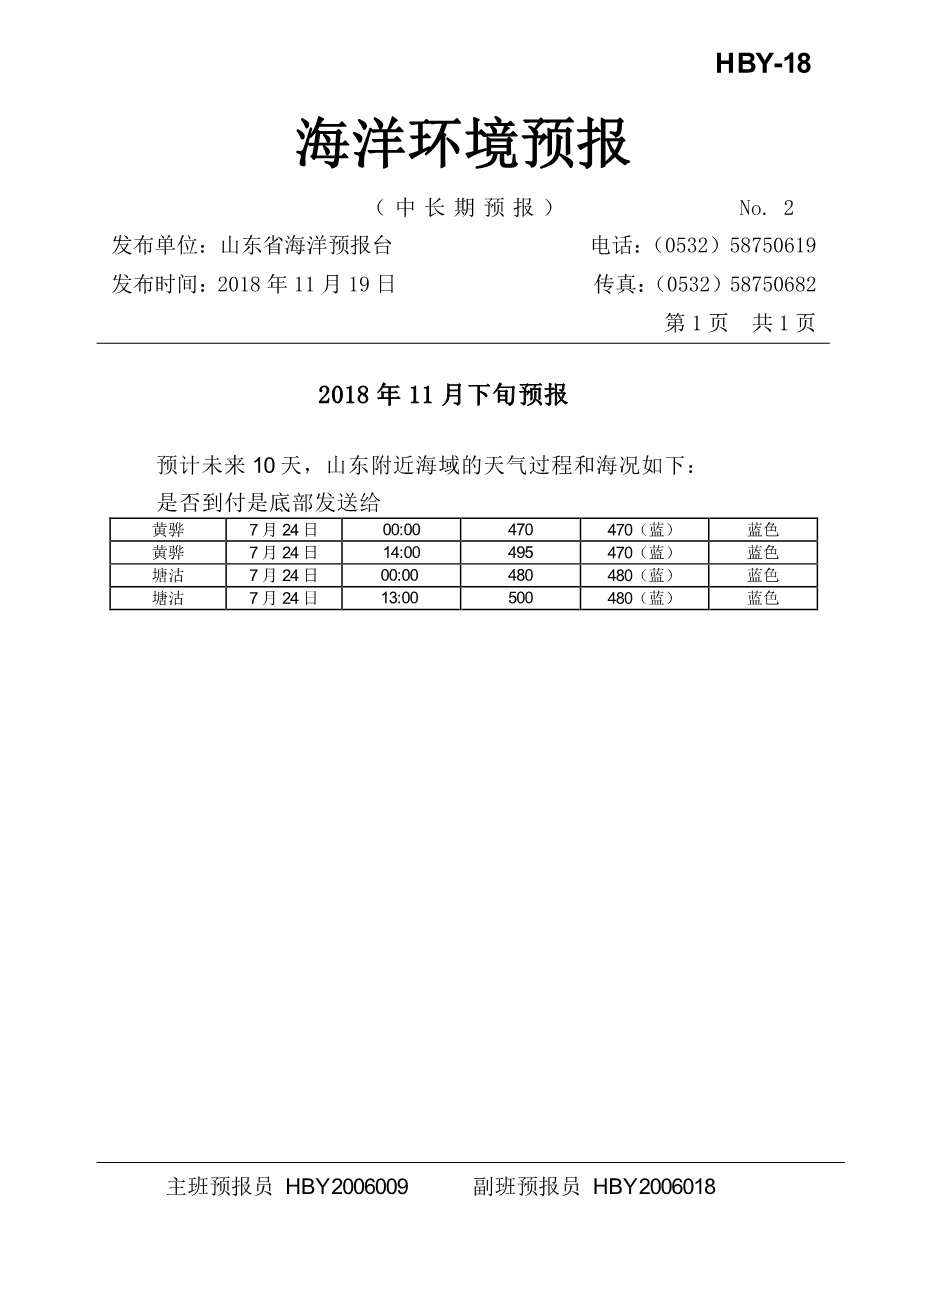 HBY-18
海洋环境预报
（中长期预报） No. 2
发布单位：山东省海洋预报台 电话：（0532）58750619
发布时间：2018 年 11 月 19 日 传真：（0532）58750682
第 1 页 共 1 页
2018 年 11 月下旬预报
预计未来 10 天，山东附近海域的天气过程和海况如下：
是否到付是底部发送给
黄骅 7 月 24 日 00:00 470 470（蓝） 蓝色
黄骅 7 月 24 日 14:00 495 470（蓝） 蓝色
塘沽 7 月 24 日 00:00 480 480（蓝） 蓝色
塘沽 7 月 24 日 13:00 500 480（蓝） 蓝色
主班预报员 HBY2006009 副班预报员 HBY2006018